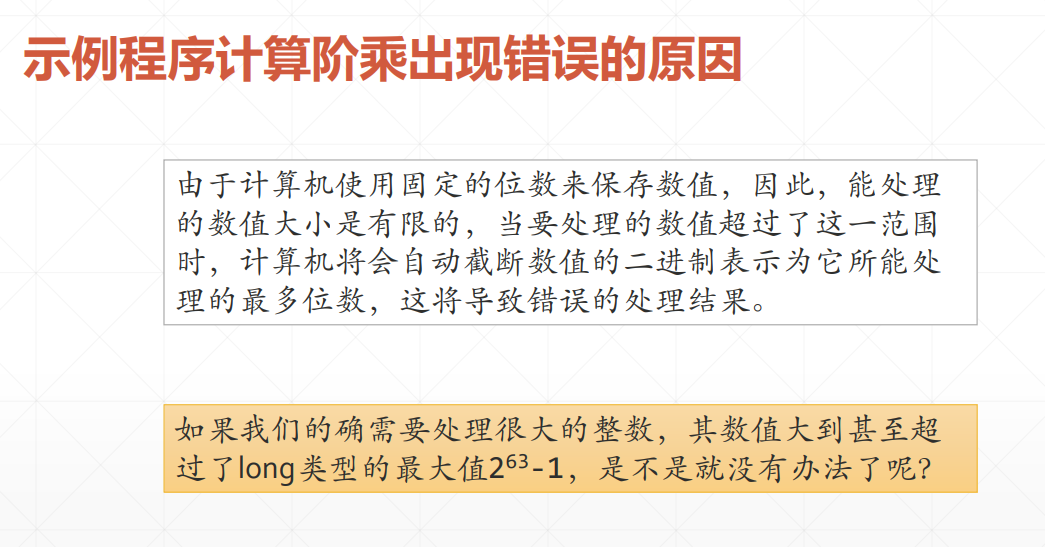 示例程序计算阶乘出现错误的原因
由于计算机使用固定的位数来保存数值，因此，能处理
的数值大小是有限的，当要处理的数值超过了这一范围
时，计算机将会自动截断数值的二进制表示为它所能处
理的最多位数，这将导致错误的处理结果。
如果我们的确需要处理很大的整数，其数值大到甚至超
过了long类型的最大值2⁶³-1，是不是就没有办法了呢？